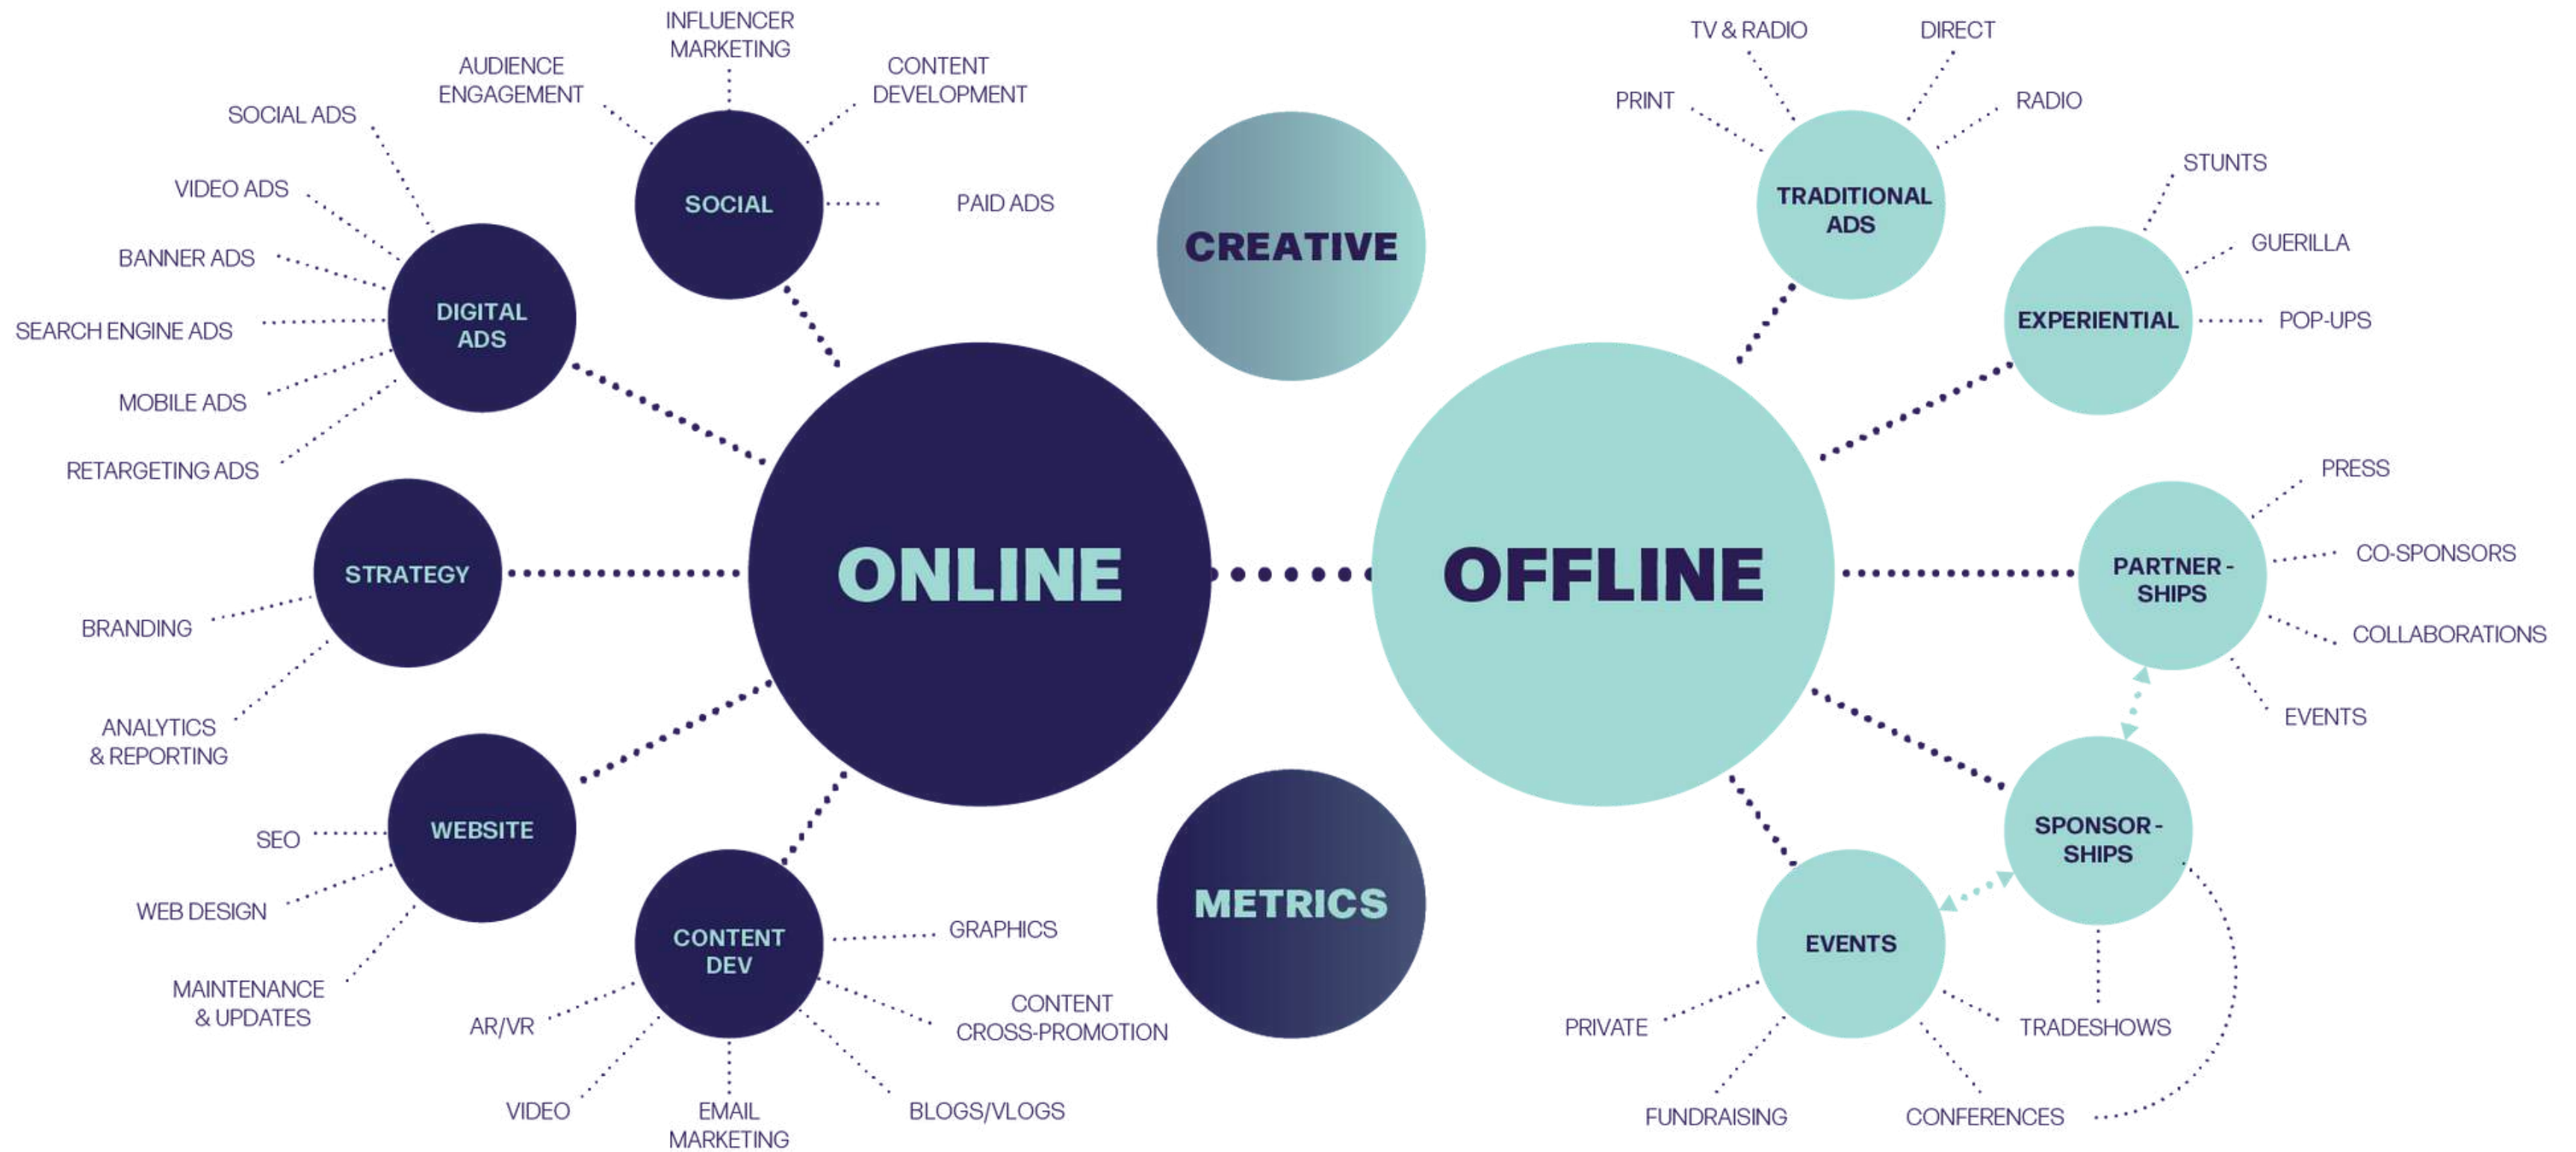 INFLUENCER
MARKETING
AUDIENCE
ENGAGEMENT
CONTENT
DEVELOPMENT
PAID ADS
SOCIAL
SOCIAL ADS
VIDEO ADS
BANNER ADS
SEARCH ENGINE ADS
MOBILE ADS
RETARGETING ADS
DIGITAL
ADS
STRATEGY
BRANDING
ANALYTICS
& REPORTING
WEBSITE
SEO
WEB DESIGN
MAINTENANCE
& UPDATES
CONTENT
DEV
GRAPHICS
CONTENT
CROSS-PROMOTION
AR/VR
VIDEO
EMAIL
MARKETING
BLOGS/VLOGS
ONLINE
CREATIVE
METRICS
OFFLINE
TV & RADIO
DIRECT
PRINT
RADIO
TRADITIONAL
ADS
STUNTS
GUERILLA
POP-UPS
EXPERIENTIAL
PRESS
CO-SPONSORS
COLLABORATIONS
EVENTS
PARTNER-
SHIPS
SPONSOR-
SHIPS
EVENTS
PRIVATE
TRADESHOWS
FUNDRAISING
CONFERENCES